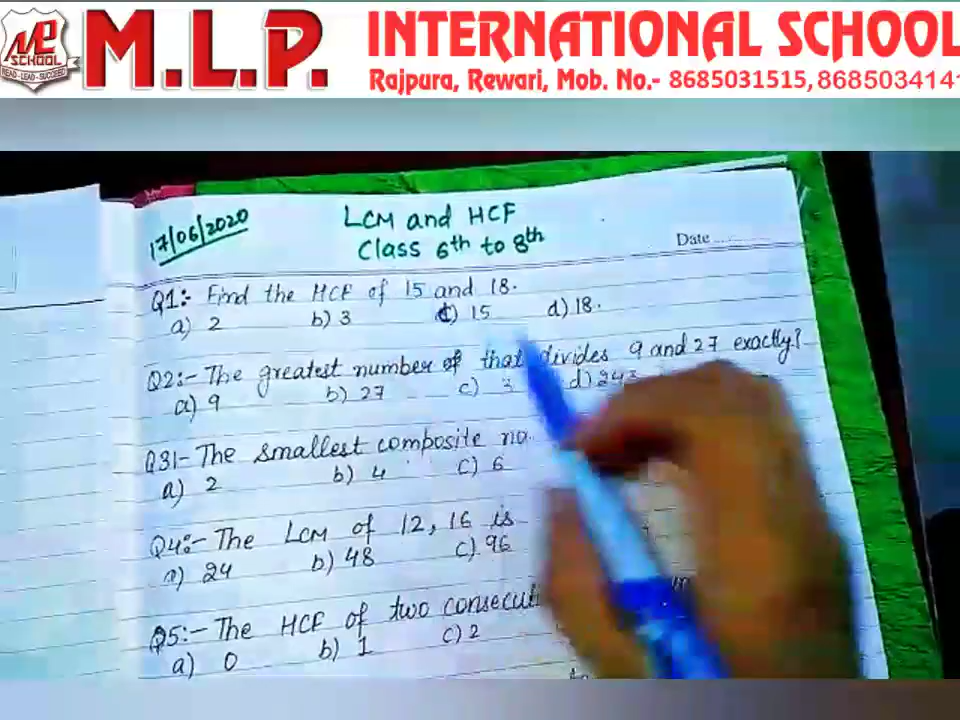 MP
SCHOOL
READ-LEAD-SUCCEED
M.L.P.
INTERNATIONAL SCHOOL
Rajpura, Rewari, Mob. No.- 8685031515, 8685034141
17/06/2020
LCM and HCF
Class 6th to 8th
Date
Q1:- Find the HCF of 15 and 18.
a) 2 b) 3 c) 15 d) 18.
Q2:- The greatest number of that divides 9 and 27 exactly?
a) 9 b) 27 c) 3 d) 243
Q3:- The smallest composite no.
a) 2 b) 4 c) 6
Q4:- The LCM of 12, 16 is
a) 24 b) 48 c) 96
Q5:- The HCF of two consecuti
a) 0 b) 1 c) 2